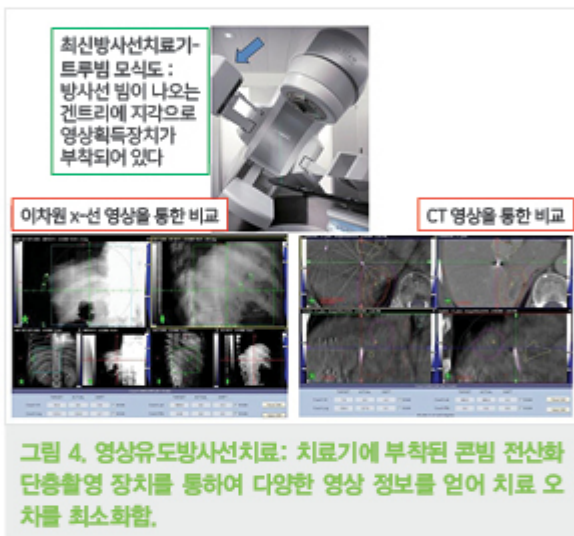 최신방사선치료기-
트루빔 모식도 :
방사선 빔이 나오는
겐트리에 지각으로
영상획득장치가
부착되어 있다
이차원 x-선 영상을 통한 비교
CT 영상을 통한 비교
그림 4. 영상유도방사선치료: 치료기에 부착된 콘빔 전산화
단층촬영 장치를 통하여 다양한 영상 정보를 얻어 치료 오
차를 최소화함.